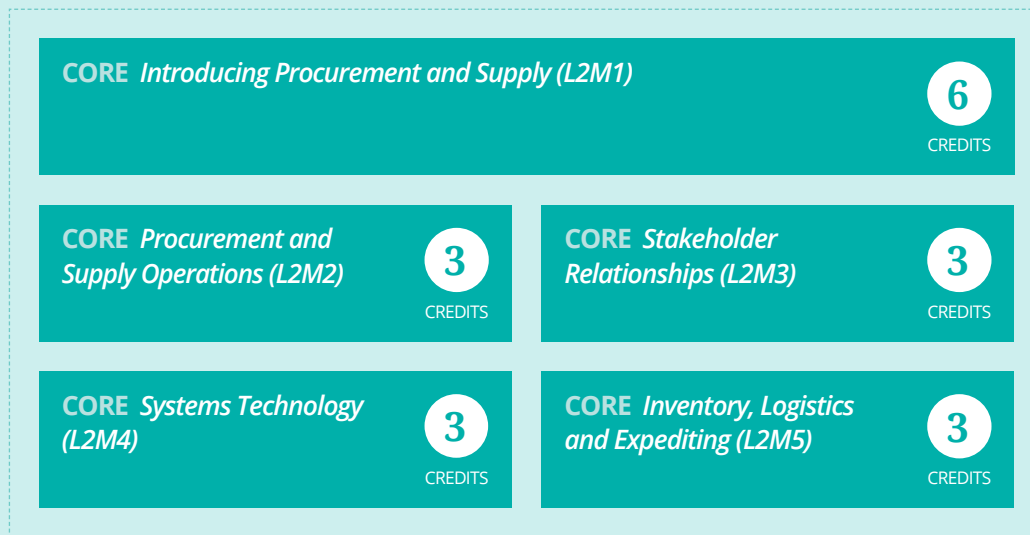 CORE Introducing Procurement and Supply (L2M1)
6
CREDITS
CORE Procurement and
Supply Operations (L2M2)
3
CREDITS
CORE Stakeholder
Relationships (L2M3)
3
CREDITS
CORE Systems Technology
(L2M4)
3
CREDITS
CORE Inventory, Logistics
and Expediting (L2M5)
3
CREDITS